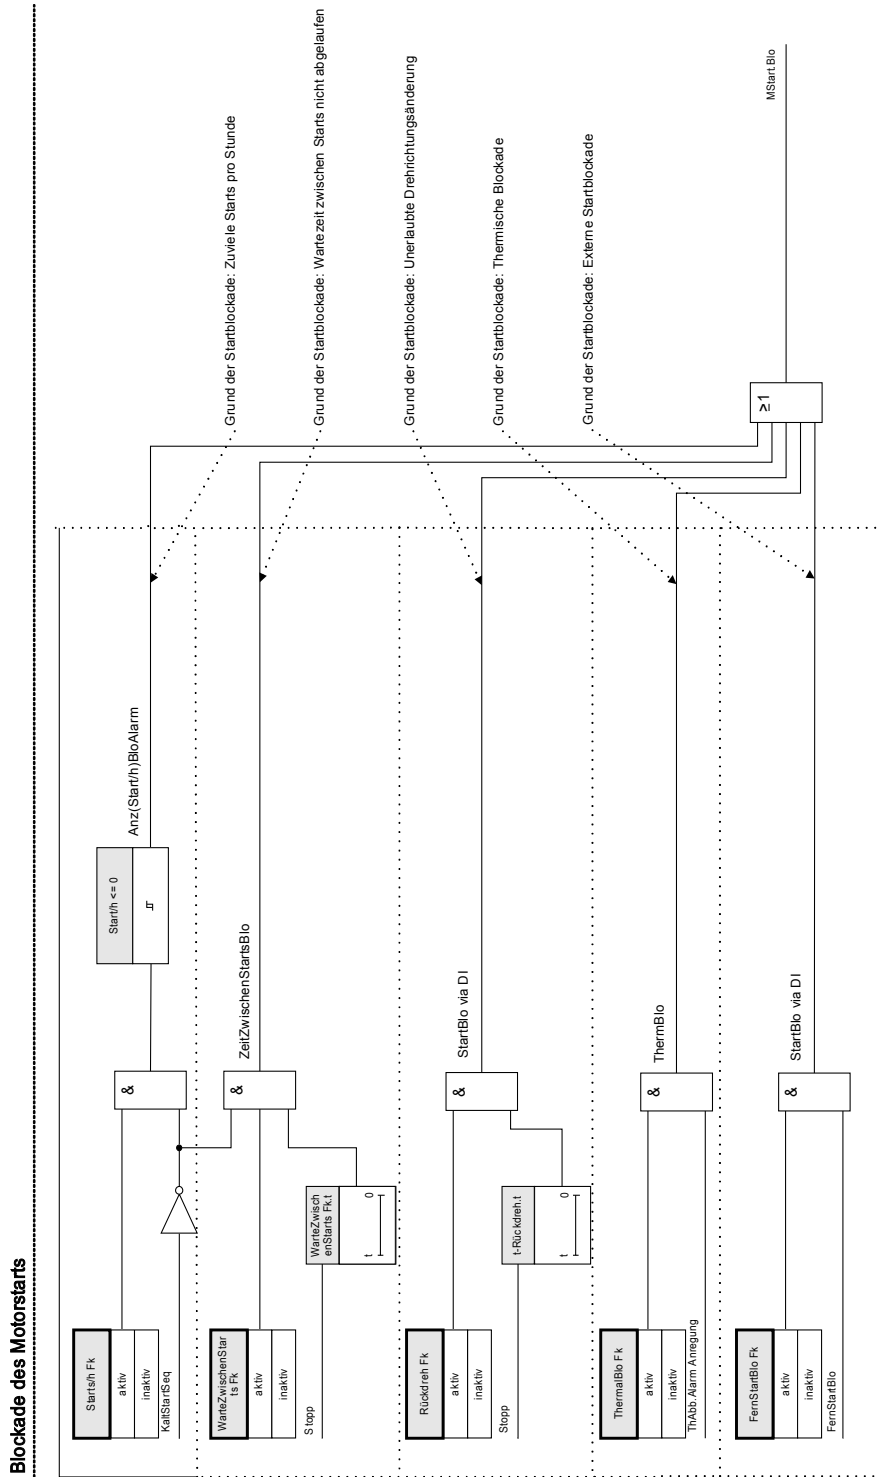 Blockade des Motorstarts
Starts/h Fk
aktiv
inaktiv
KaltStartSeq
&
Start/h <= 0
Anz(Start/h)BloAlarm
Grund der Startblockade: Zuviele Starts pro Stunde
WarteZwischenStar
ts Fk
aktiv
inaktiv
Stopp
WarteZwisch
enStarts Fk.t
t
0
&
ZeitZwischenStartsBlo
Grund der Startblockade: Wartezeit zwischen Starts nicht abgelaufen
Rückdreh Fk
aktiv
inaktiv
Stopp
t-Rückdreh.t
t
0
&
StartBlo via DI
Grund der Startblockade: Unerlaubte Drehrichtungsänderung
ThermalBlo Fk
aktiv
inaktiv
ThAbb.Alarm Anregung
&
ThermBlo
Grund der Startblockade: Thermische Blockade
FernStartBlo Fk
aktiv
inaktiv
FernStartBlo
&
StartBlo via DI
Grund der Startblockade: Externe Startblockade
≥1
MStart.Blo